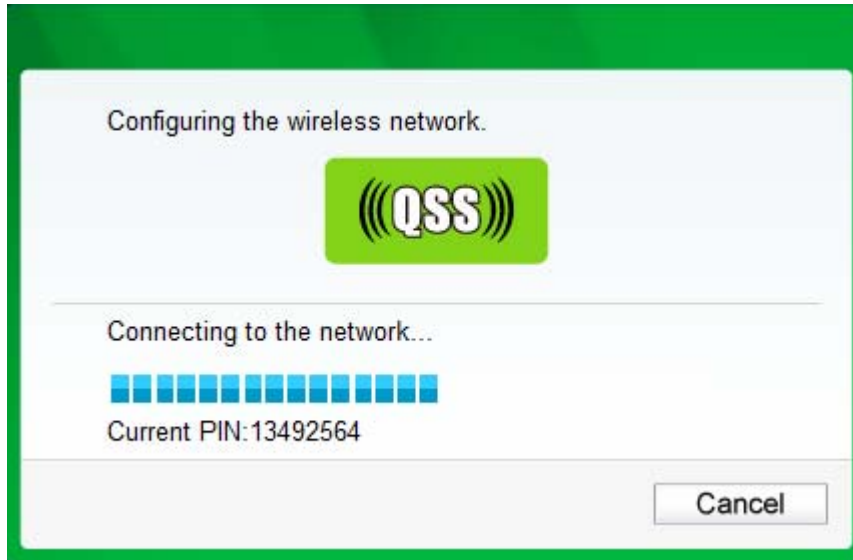 Configuring the wireless network.
(((QSS)))
Connecting to the network...
Current PIN:13492564
Cancel